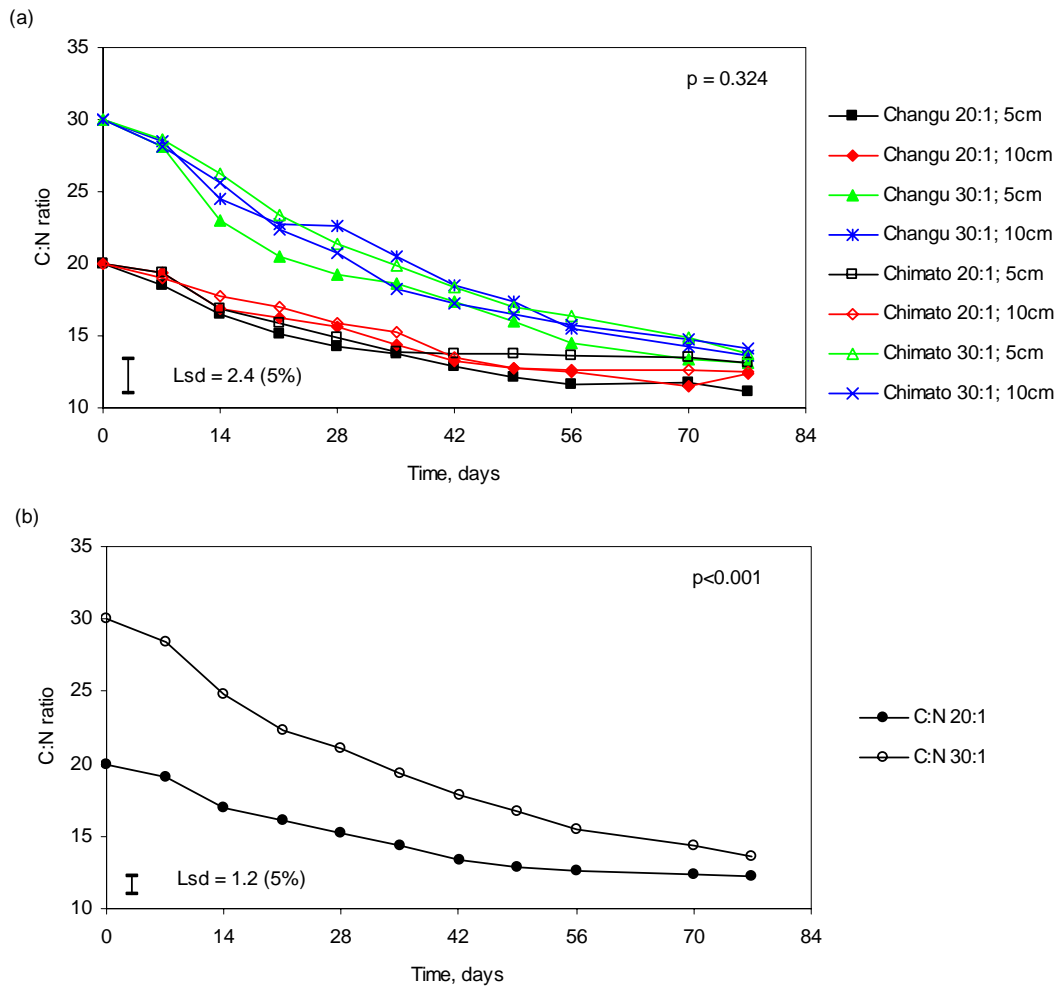 (a)
35
30
25
20
15
10
C:N ratio
p = 0.324
Lsd = 2.4 (5%)
0 14 28 42 56 70 84
Time, days
Changu 20:1; 5cm
Changu 20:1; 10cm
Changu 30:1; 5cm
Changu 30:1; 10cm
Chimato 20:1; 5cm
Chimato 20:1; 10cm
Chimato 30:1; 5cm
Chimato 30:1; 10cm
(b)
35
30
25
20
15
10
C:N ratio
p<0.001
Lsd = 1.2 (5%)
0 14 28 42 56 70 84
Time, days
C:N 20:1
C:N 30:1